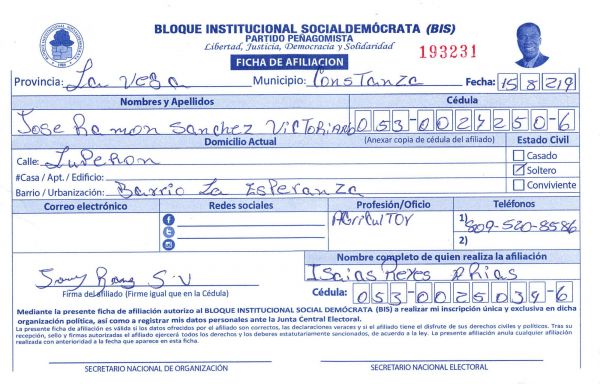 BLOQUE INSTITUCIONAL SOCIALDEMÓCRATA (BIS)
PARTIDO PEÑAGOMISTA
Libertad, Justicia, Democracia y Solidaridad
193231
FICHA DE AFILIACION
Provincia: La Vega Municipio: Constanza Fecha: 15 8 219
Nombres y Apellidos Cédula
Jose Ramon Sanchez Victoriano 053-0024250-6
Domicilio Actual (Anexar copia de cédula del afiliado) Estado Civil
Calle: Luperon Casado
#Casa / Apt. / Edificio: Soltero
Barrio / Urbanización: Barrio La Esperanza Conviviente
Correo electrónico Redes sociales Profesión/Oficio Teléfonos
AgriculTor 1) 809-520-8586
2)
Nombre completo de quien realiza la afiliación
Isaias Reyes
Firma del afiliado (Firme igual que en la Cédula) Cédula: 053-0025039-6
Mediante la presente ficha de afiliación autorizo al BLOQUE INSTITUCIONAL SOCIAL DEMÓCRATA (BIS) a realizar mi inscripción única y exclusiva en dicha
organización política, así como a registrar mis datos personales ante la Junta Central Electoral.
La presente ficha de afiliación es válida si los datos ofrecidos por el afiliado son correctos, las declaraciones veraces y si el afiliado tiene el disfrute de sus derechos civiles y políticos. Tras su
recepción, sello y firmas autorizadas el afiliado ejercerá todos los derechos y los deberes estatutariamente sancionados, de acuerdo a la ley. La presente afiliación anula cualquier afiliación
realizada con anterioridad a la fecha que aparece en esta ficha.
SECRETARIO NACIONAL DE ORGANIZACIÓN SECRETARIO NACIONAL ELECTORAL